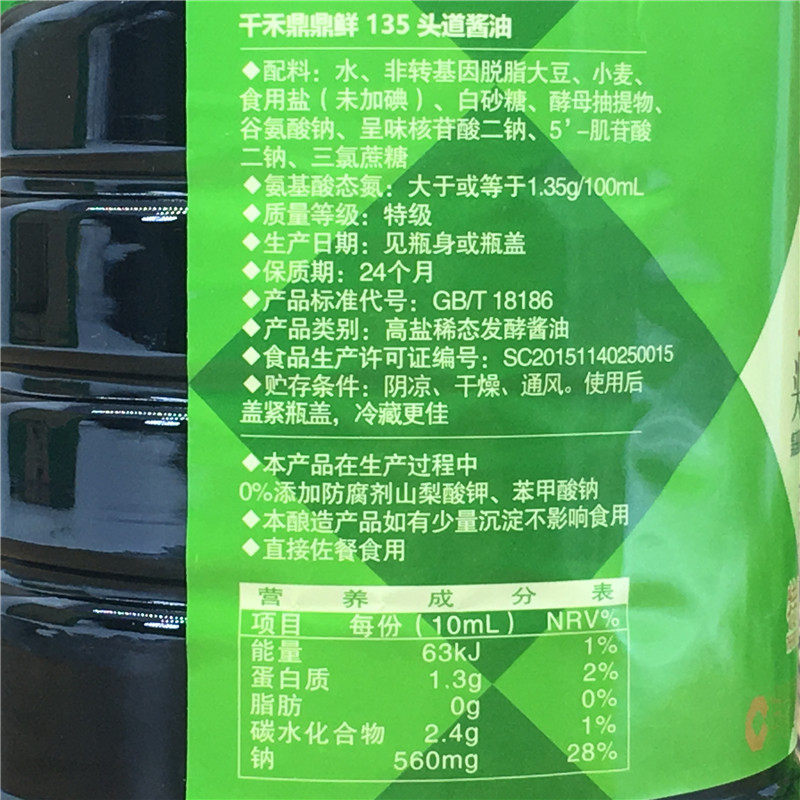 千禾鼎鼎鲜 135 头道酱油
◆配料：水、非转基因脱脂大豆、小麦、
食用盐（未加碘）、白砂糖、酵母抽提物、
谷氨酸钠、呈味核苷酸二钠、5'-肌苷酸
二钠、三氯蔗糖
◆氨基酸态氮：大于或等于1.35g/100mL
◆质量等级：特级
◆生产日期：见瓶身或瓶盖
◆保质期：24个月
◆产品标准代号：GB/T 18186
◆产品类别：高盐稀态发酵酱油
◆食品生产许可证编号：SC20151140250015
◆贮存条件：阴凉、干燥、通风。使用后
盖紧瓶盖，冷藏更佳
◆本产品在生产过程中
0%添加防腐剂山梨酸钾、苯甲酸钠
◆本酿造产品如有少量沉淀不影响食用
◆直接佐餐食用
营养成分表
项目 每份（10mL） NRV%
能量 63kJ 1%
蛋白质 1.3g 2%
脂肪 0g 0%
碳水化合物 2.4g 1%
钠 560mg 28%